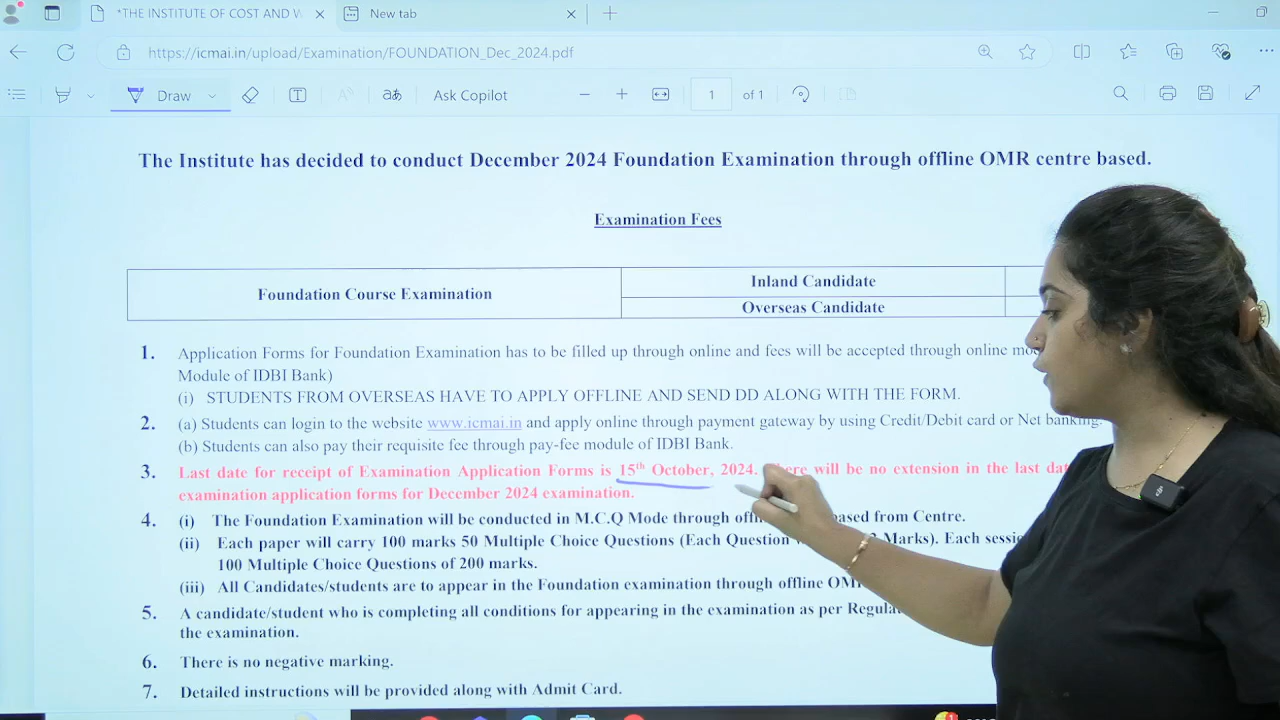 *THE INSTITUTE OF COST AND W
New tab
https://icmai.in/upload/Examination/FOUNDATION_Dec_2024.pdf
Draw
Ask Copilot
1 of 1
The Institute has decided to conduct December 2024 Foundation Examination through offline OMR centre based.
Examination Fees
Foundation Course Examination
Inland Candidate
Overseas Candidate
1. Application Forms for Foundation Examination has to be filled up through online and fees will be accepted through online
Module of IDBI Bank)
(i) STUDENTS FROM OVERSEAS HAVE TO APPLY OFFLINE AND SEND DD ALONG WITH THE FORM.
2. (a) Students can login to the website www.icmai.in and apply online through payment gateway by using Credit/Debit card or Net banking.
(b) Students can also pay their requisite fee through pay-fee module of IDBI Bank.
3. Last date for receipt of Examination Application Forms is 15th October, 2024. There will be no extension in the last
examination application forms for December 2024 examination.
4. (i) The Foundation Examination will be conducted in M.C.Q Mode through based from Centre.
(ii) Each paper will carry 100 marks 50 Multiple Choice Questions (Each Question Marks). Each
100 Multiple Choice Questions of 200 marks.
(iii) All Candidates/students are to appear in the Foundation examination through offline
5. A candidate/student who is completing all conditions for appearing in the examination as per
the examination.
6. There is no negative marking.
7. Detailed instructions will be provided along with Admit Card.